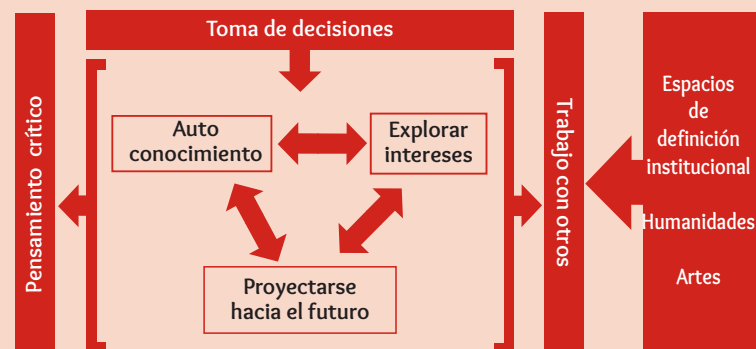 Toma de decisiones
Pensamiento crítico
Auto
conocimiento
Explorar
intereses
Proyectarse
hacia el futuro
Trabajo con otros
Espacios
de
definición
institucional
Humanidades
Artes